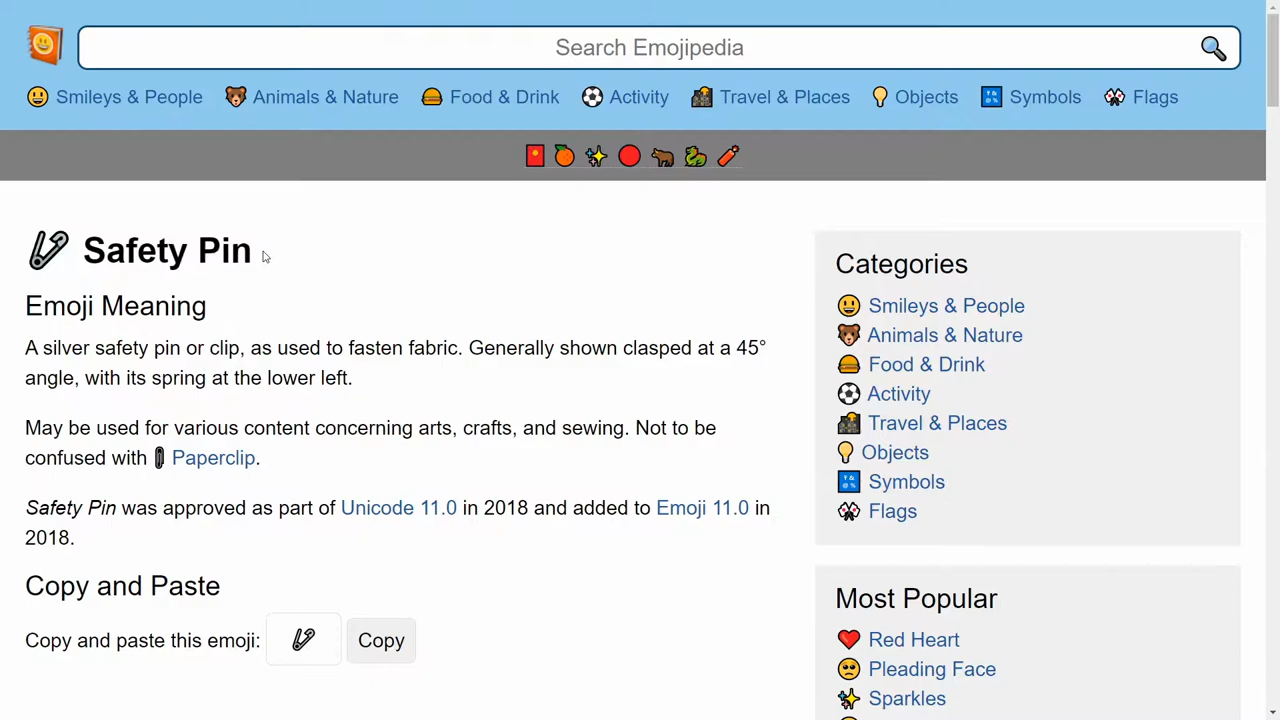 Search Emojipedia
Smileys & People Animals & Nature Food & Drink Activity Travel & Places Objects Symbols Flags
Safety Pin
Emoji Meaning
A silver safety pin or clip, as used to fasten fabric. Generally shown clasped at a 45°
angle, with its spring at the lower left.
May be used for various content concerning arts, crafts, and sewing. Not to be
confused with Paperclip.
Safety Pin was approved as part of Unicode 11.0 in 2018 and added to Emoji 11.0 in
2018.
Copy and Paste
Copy and paste this emoji: Copy
Categories
Smileys & People
Animals & Nature
Food & Drink
Activity
Travel & Places
Objects
Symbols
Flags
Most Popular
Red Heart
Pleading Face
Sparkles